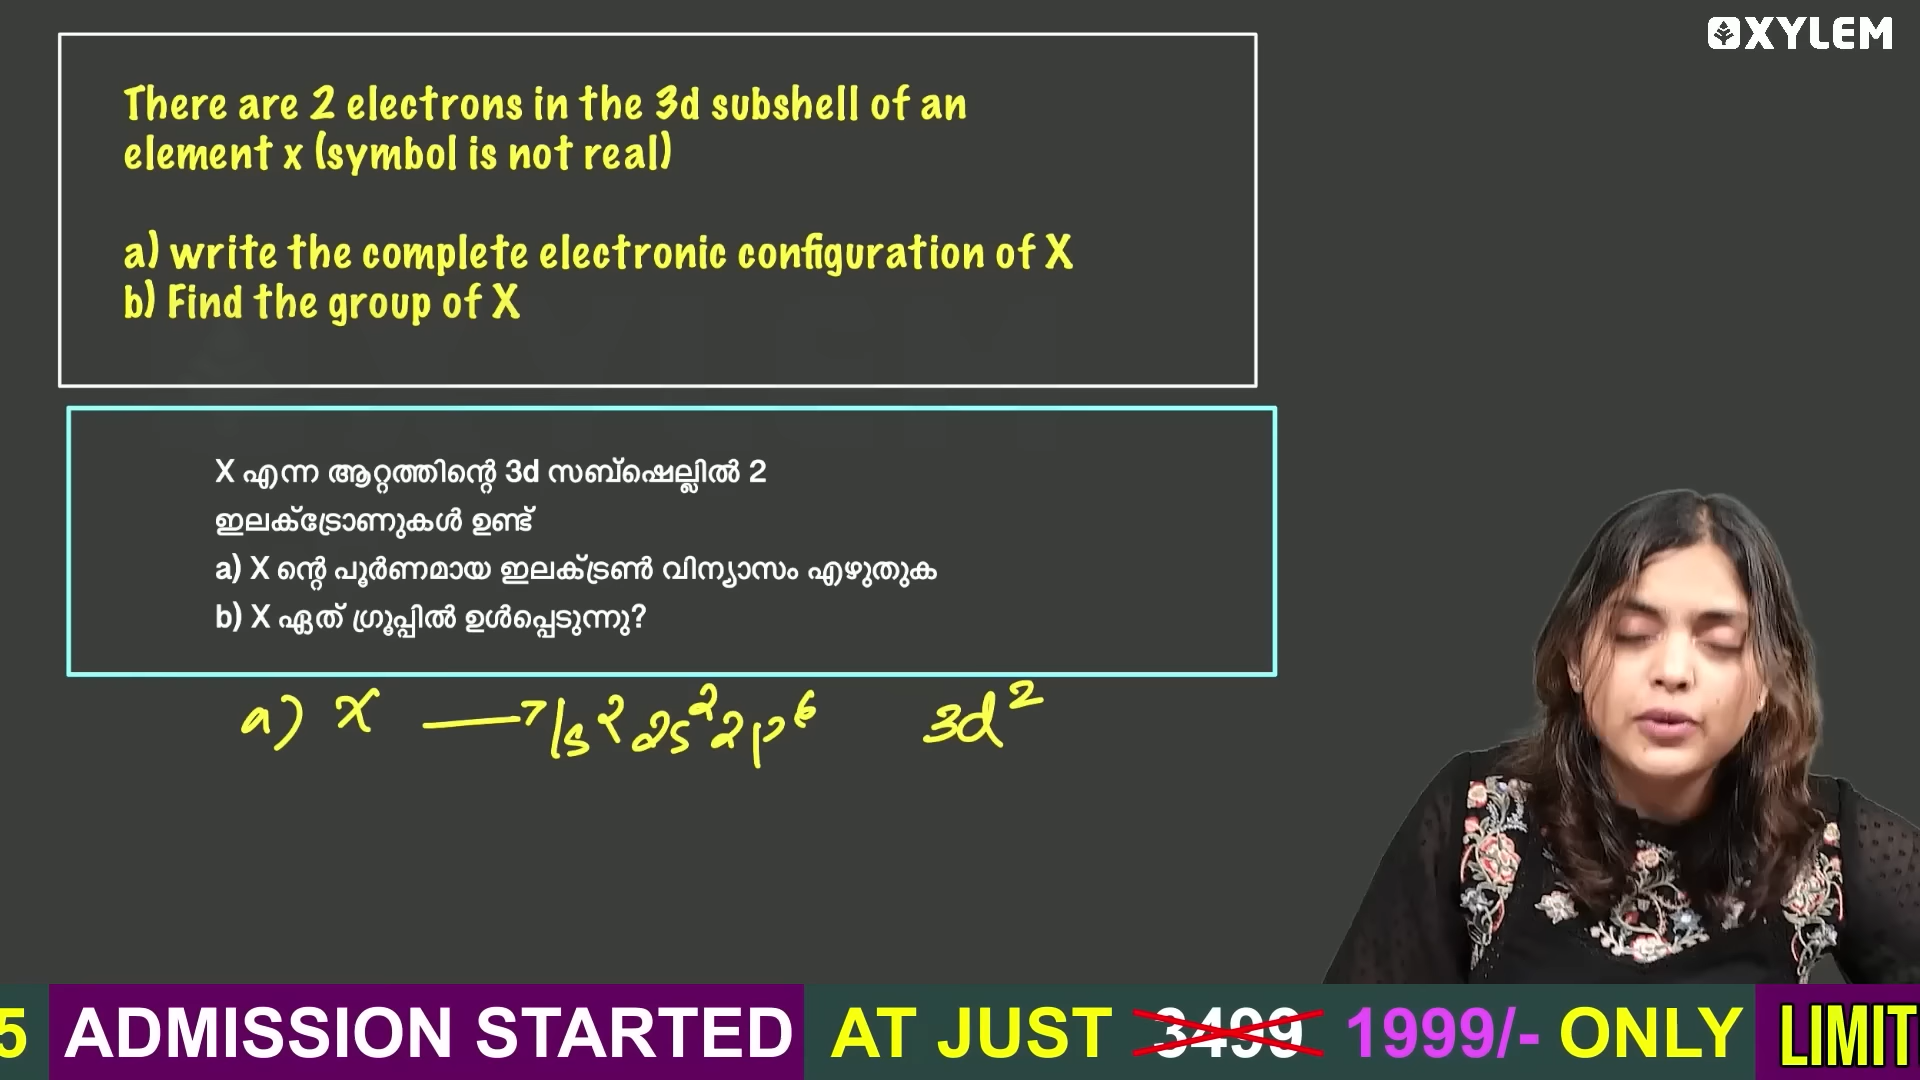 XYLEM
There are 2 electrons in the 3d subshell of an
element x (symbol is not real)
a) write the complete electronic configuration of X
b) Find the group of X
X എന്ന ആറ്റത്തിന്റെ 3d സബ്ഷെല്ലിൽ 2
ഇലക്ട്രോണുകൾ ഉണ്ട്
a) X ന്റെ പൂർണമായ ഇലക്ട്രൺ വിന്യാസം എഴുതുക
b) X ഏത് ഗ്രൂപ്പിൽ ഉൾപ്പെടുന്നു?
a) X → 1s² 2s² 2p⁶ 3d²
5 ADMISSION STARTED AT JUST 3499 1999/- ONLY LIMIT